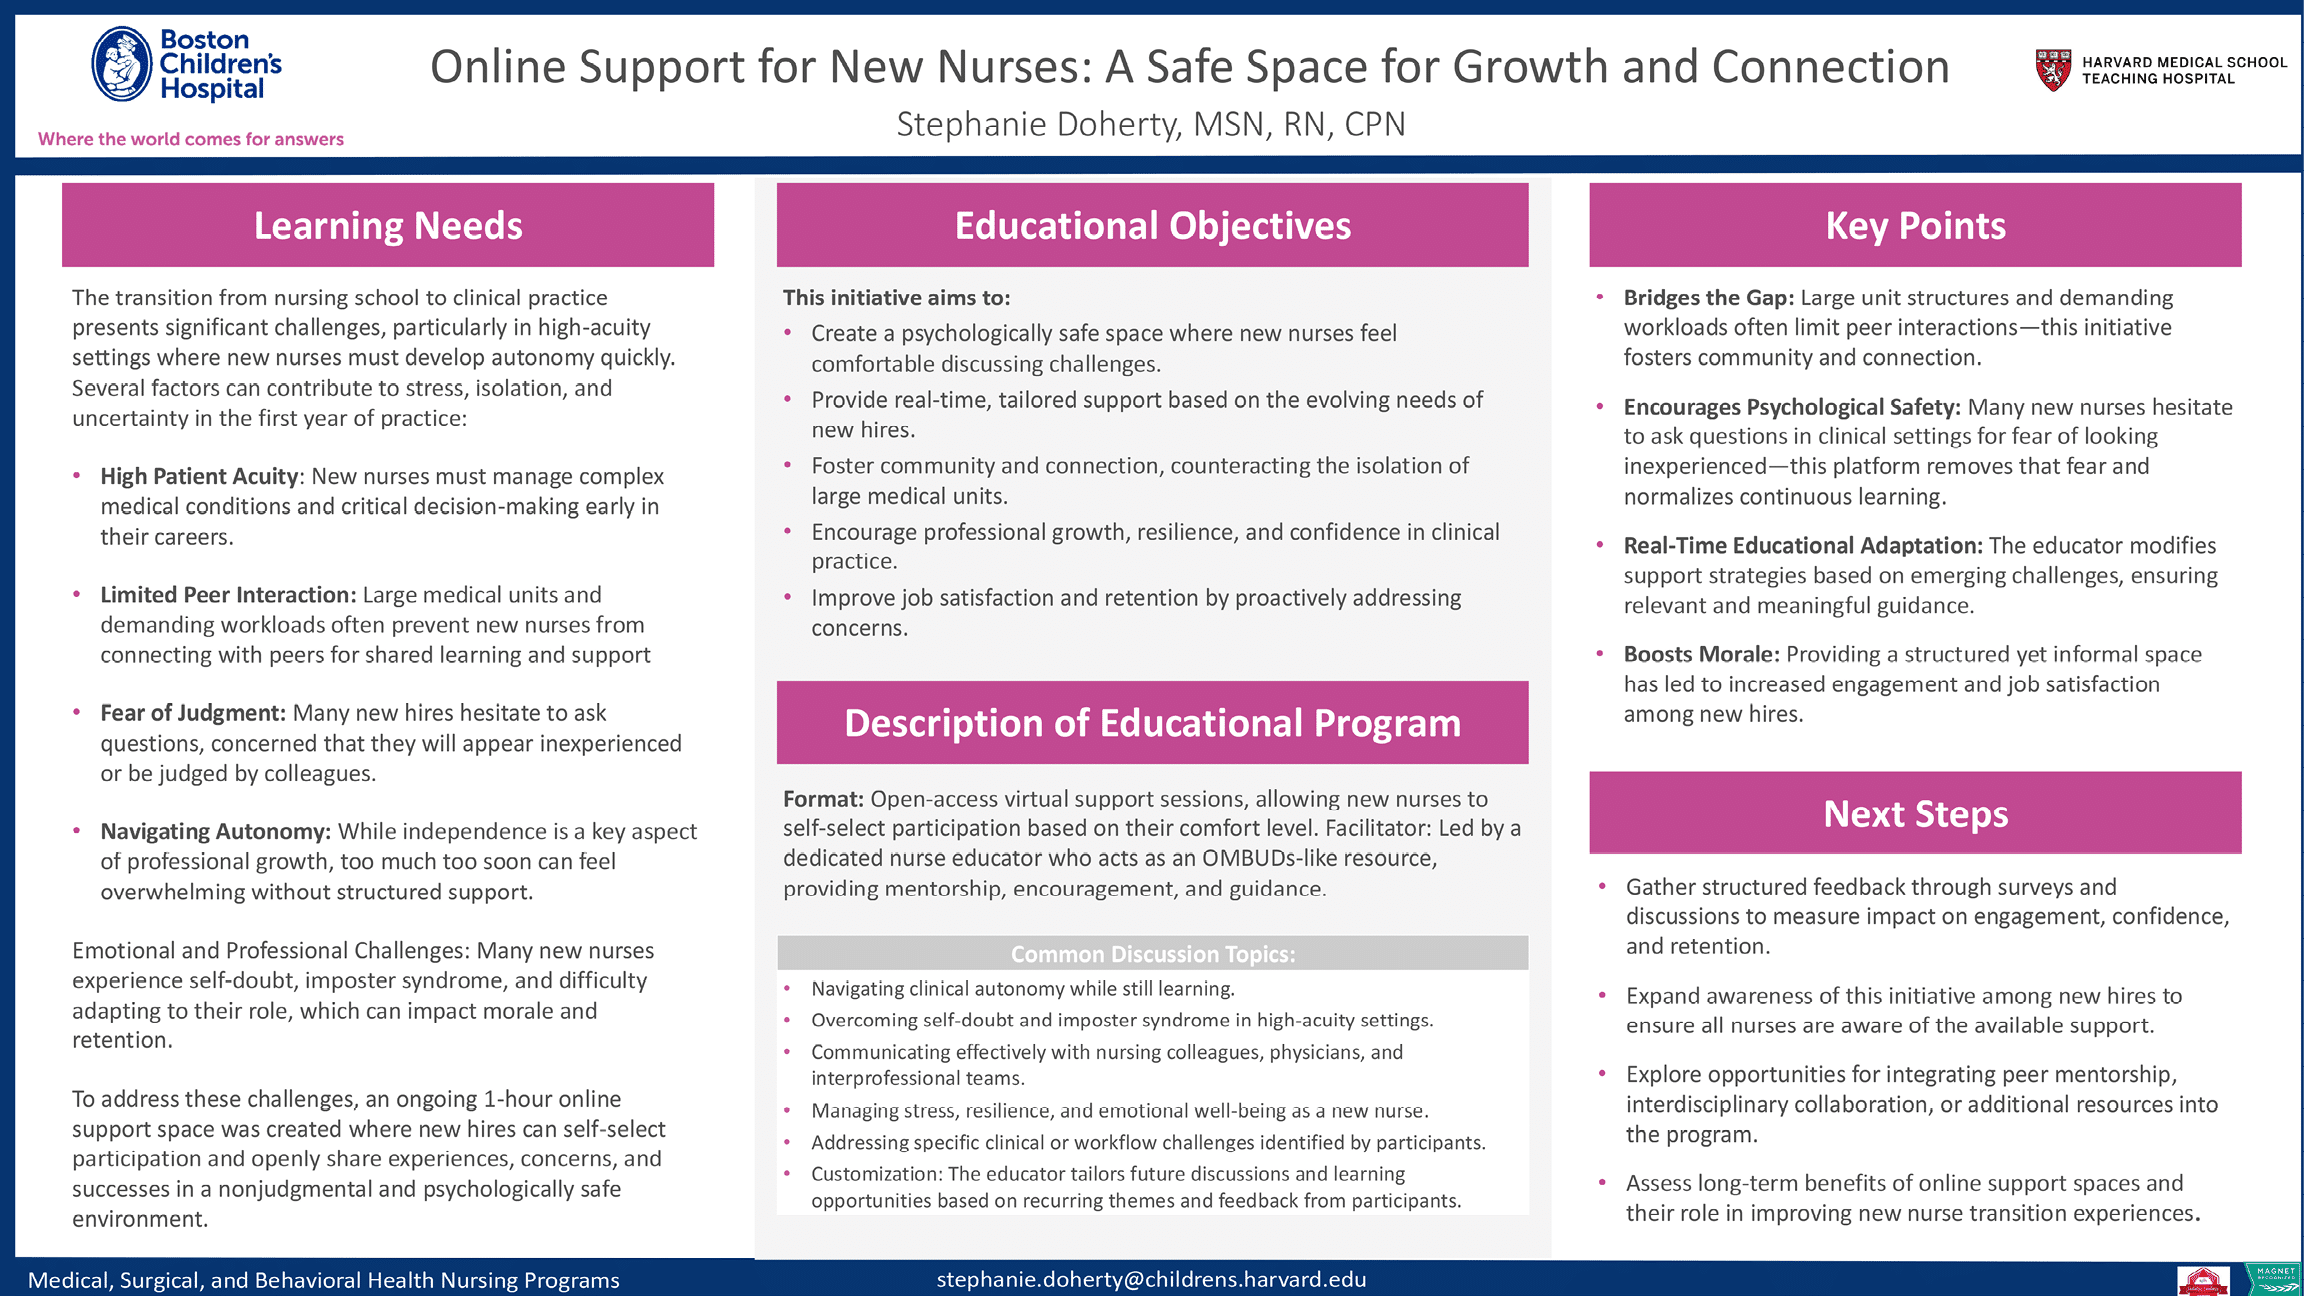 Boston
Children's
Hospital
Where the world comes for answers
Online Support for New Nurses: A Safe Space for Growth and Connection
Stephanie Doherty, MSN, RN, CPN
HARVARD MEDICAL SCHOOL
TEACHING HOSPITAL
Learning Needs
The transition from nursing school to clinical practice
presents significant challenges, particularly in high-acuity
settings where new nurses must develop autonomy quickly.
Several factors can contribute to stress, isolation, and
uncertainty in the first year of practice:
• High Patient Acuity: New nurses must manage complex
medical conditions and critical decision-making early in
their careers.
• Limited Peer Interaction: Large medical units and
demanding workloads often prevent new nurses from
connecting with peers for shared learning and support
• Fear of Judgment: Many new hires hesitate to ask
questions, concerned that they will appear inexperienced
or be judged by colleagues.
• Navigating Autonomy: While independence is a key aspect
of professional growth, too much too soon can feel
overwhelming without structured support.
Emotional and Professional Challenges: Many new nurses
experience self-doubt, imposter syndrome, and difficulty
adapting to their role, which can impact morale and
retention.
To address these challenges, an ongoing 1-hour online
support space was created where new hires can self-select
participation and openly share experiences, concerns, and
successes in a nonjudgmental and psychologically safe
environment.
Educational Objectives
This initiative aims to:
• Create a psychologically safe space where new nurses feel
comfortable discussing challenges.
• Provide real-time, tailored support based on the evolving needs of
new hires.
• Foster community and connection, counteracting the isolation of
large medical units.
• Encourage professional growth, resilience, and confidence in clinical
practice.
• Improve job satisfaction and retention by proactively addressing
concerns.
Description of Educational Program
Format: Open-access virtual support sessions, allowing new nurses to
self-select participation based on their comfort level. Facilitator: Led by a
dedicated nurse educator who acts as an OMBUDs-like resource,
providing mentorship, encouragement, and guidance.
Common Discussion Topics:
• Navigating clinical autonomy while still learning.
• Overcoming self-doubt and imposter syndrome in high-acuity settings.
• Communicating effectively with nursing colleagues, physicians, and
interprofessional teams.
• Managing stress, resilience, and emotional well-being as a new nurse.
• Addressing specific clinical or workflow challenges identified by participants.
• Customization: The educator tailors future discussions and learning
opportunities based on recurring themes and feedback from participants.
Key Points
• Bridges the Gap: Large unit structures and demanding
workloads often limit peer interactions—this initiative
fosters community and connection.
• Encourages Psychological Safety: Many new nurses hesitate
to ask questions in clinical settings for fear of looking
inexperienced—this platform removes that fear and
normalizes continuous learning.
• Real-Time Educational Adaptation: The educator modifies
support strategies based on emerging challenges, ensuring
relevant and meaningful guidance.
• Boosts Morale: Providing a structured yet informal space
has led to increased engagement and job satisfaction
among new hires.
Next Steps
• Gather structured feedback through surveys and
discussions to measure impact on engagement, confidence,
and retention.
• Expand awareness of this initiative among new hires to
ensure all nurses are aware of the available support.
• Explore opportunities for integrating peer mentorship,
interdisciplinary collaboration, or additional resources into
the program.
• Assess long-term benefits of online support spaces and
their role in improving new nurse transition experiences.
Medical, Surgical, and Behavioral Health Nursing Programs
stephanie.doherty@childrens.harvard.edu
MAGNET
RECOGNIZED